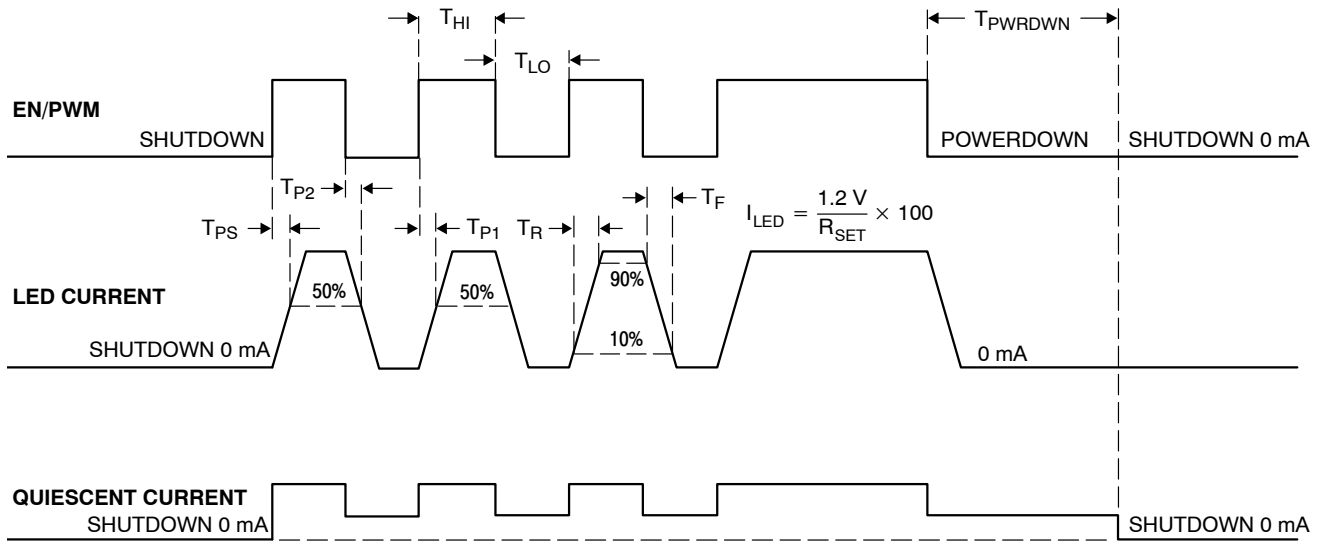 T_HI
T_PWRDWN
T_LO
EN/PWM
SHUTDOWN
POWERDOWN
SHUTDOWN 0 mA
T_P2
T_F
I_LED = 1.2 V / R_SET × 100
T_PS
T_P1
T_R
90%
LED CURRENT
50%
50%
SHUTDOWN 0 mA
10%
0 mA
QUIESCENT CURRENT
SHUTDOWN 0 mA
SHUTDOWN 0 mA